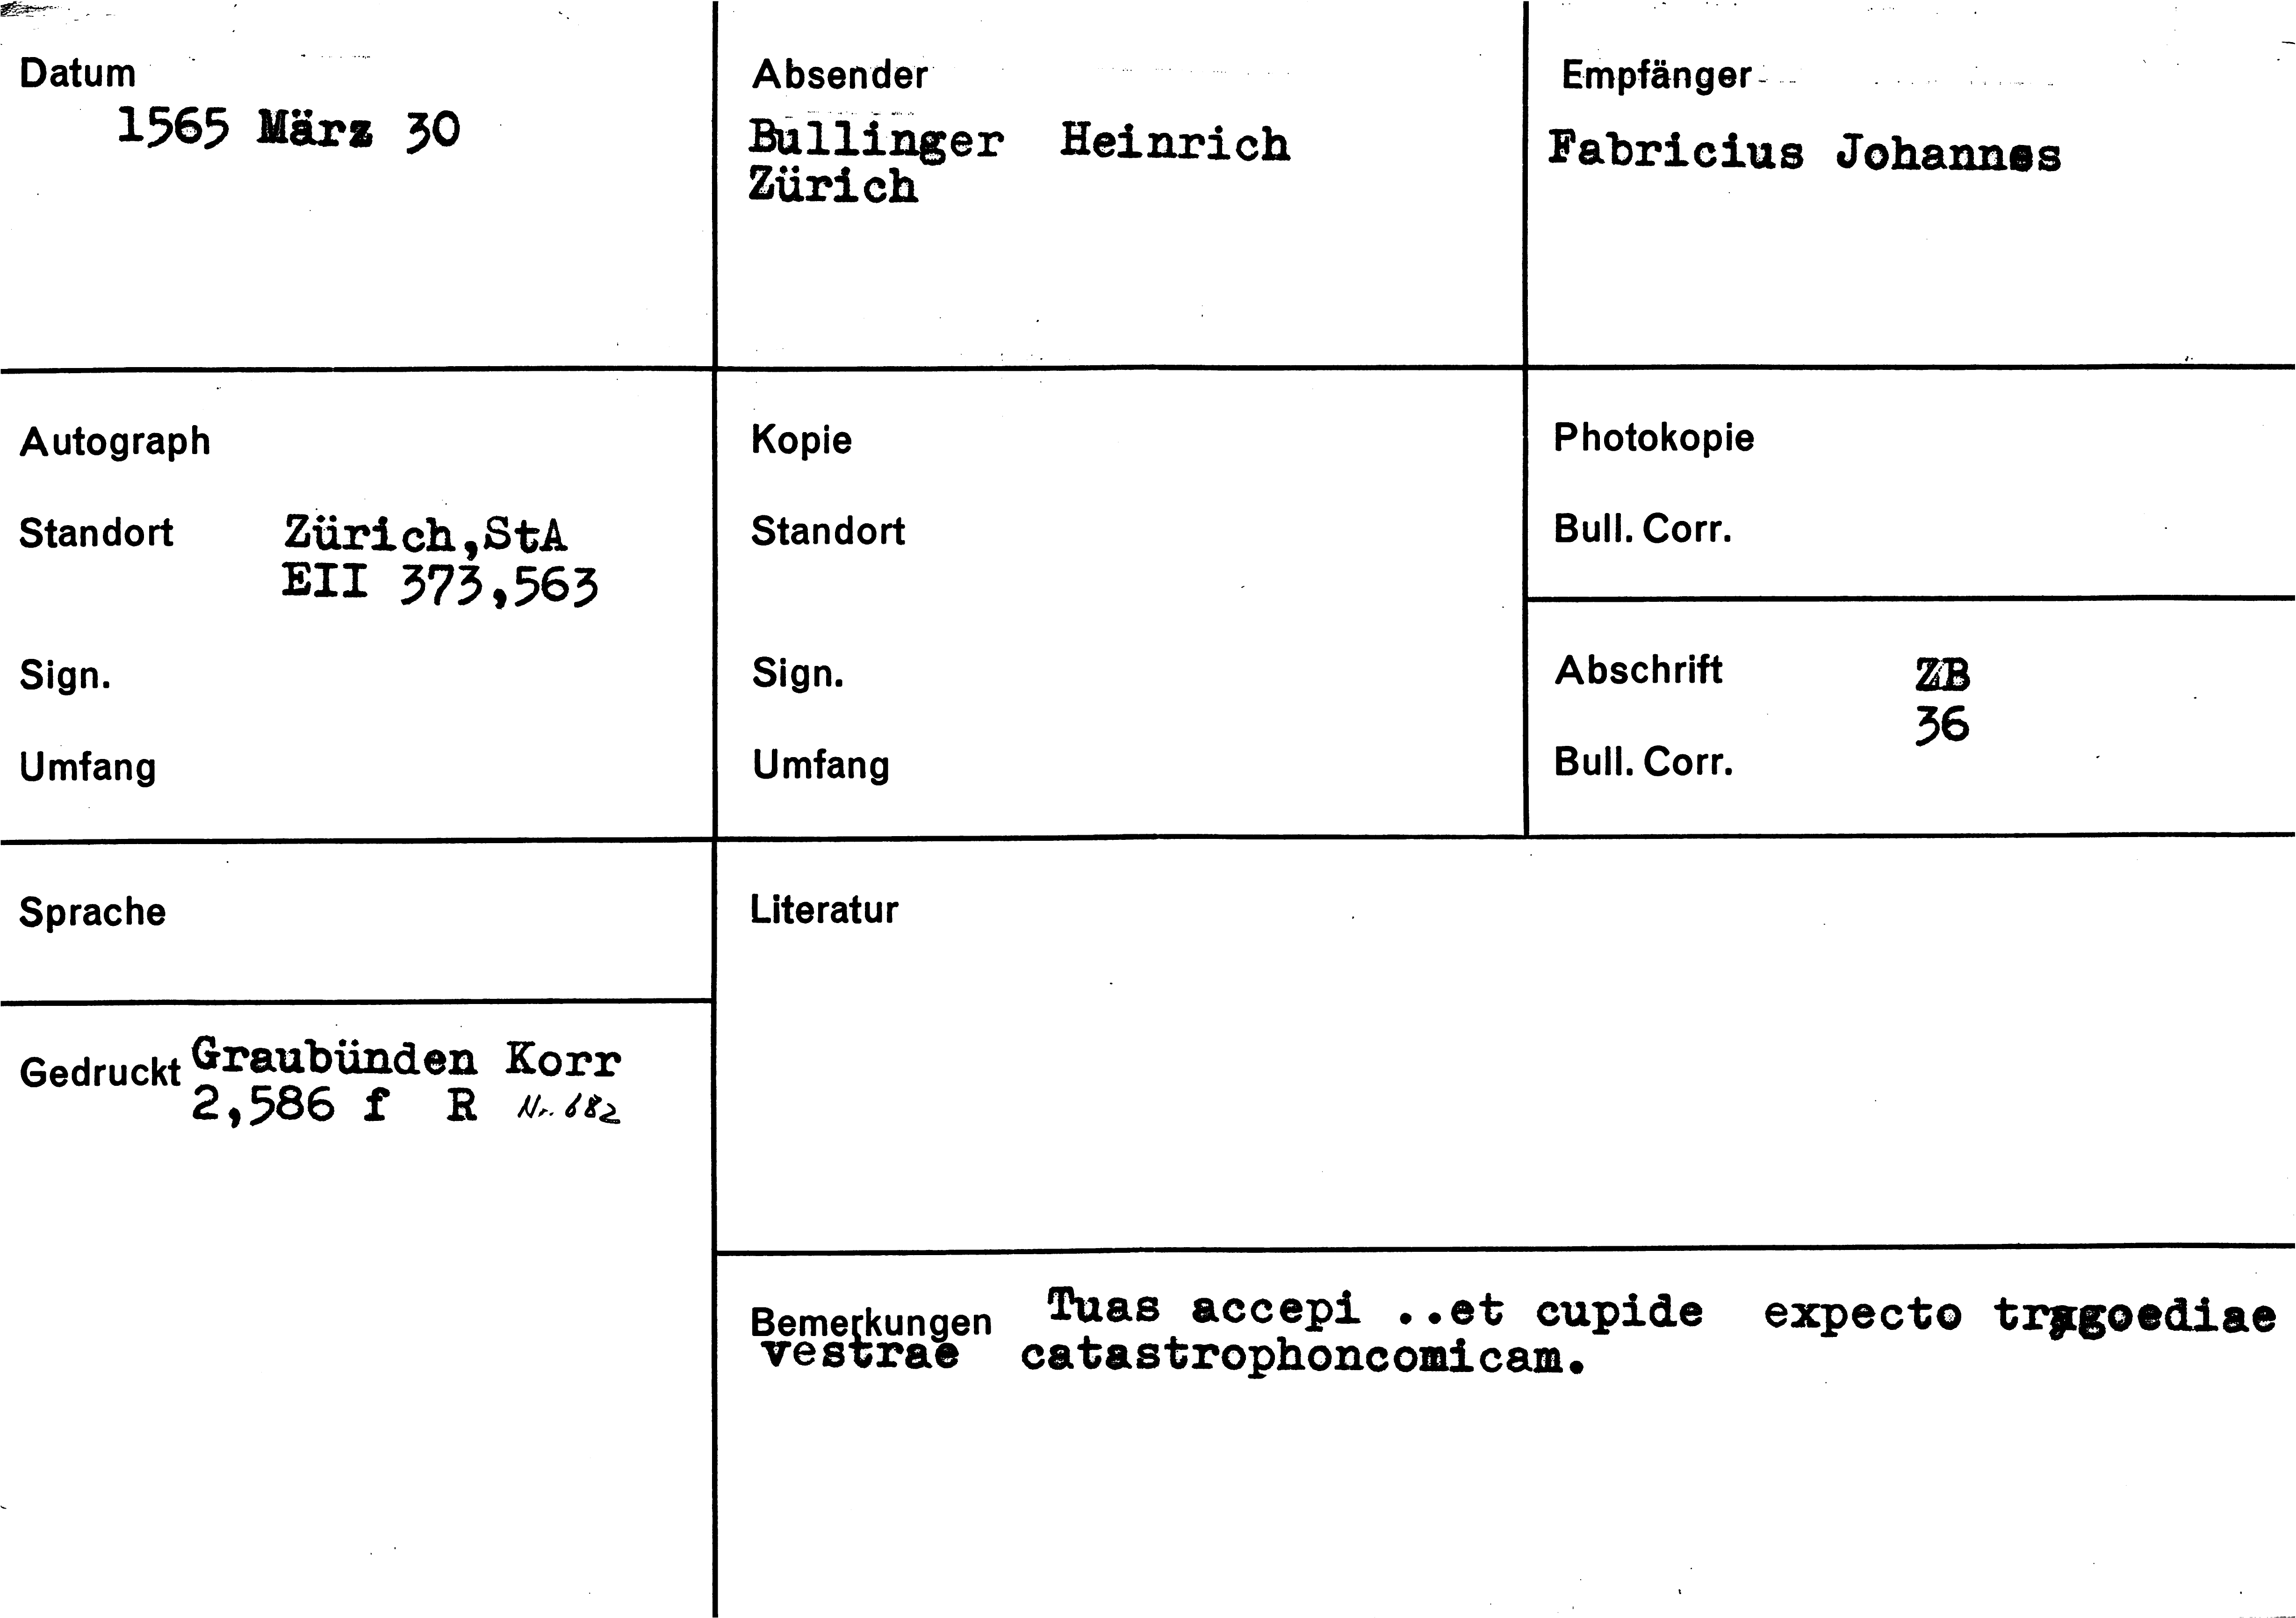 Datum
1565 März 30
Absender
Bullinger Heinrich
Zürich
Empfänger
Fabricius Johannes
Autograph
Standort Zürich,StA
EII 373,563
Sign.
Umfang
Kopie
Standort
Sign.
Umfang
Photokopie
Bull. Corr.
Abschrift ZB
36
Bull. Corr.
Sprache
Gedruckt Graubünden Korr
2,586 f R Nr. 682
Literatur
Bemerkungen Tuas accepi ..et cupide expecto tragoediae
vestrae catastrophoncomicam.